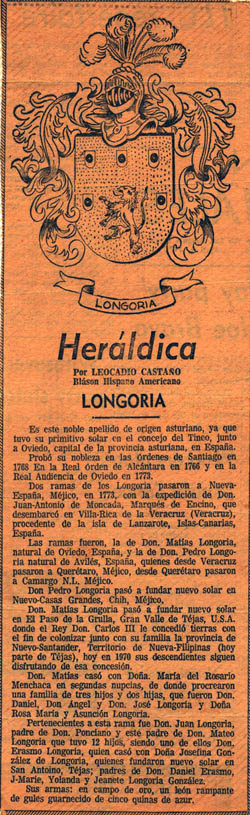 LONGORIA
Heráldica
Por LEOCADIO CASTAÑO
Blásón Hispano Americano
LONGORIA
Es este noble apellido de origen asturiano, ya que
tuvo su primitivo solar en el concejo del Tinco, junto
a Oviedo, capital de la provincia asturiana, en España.
Probó su nobleza en las Órdenes de Santiago en
1768 En la Real órden de Alcántara en 1766 y en la
Real Audiencia de Oviedo en 1773.
Dos ramas de los Longoria pasaron a Nueva-
España, Méjico, en 1773, con la expedición de Don.
Juan-Antonio de Moncada, Marqués de Encino, que
desembarcó en Villa-Rica de la Veracruz (Veracruz),
procedente de la isla de Lanzarote, Islas-Canarias,
España.
Las ramas fueron, la de Don. Matías Longoria,
natural de Oviedo, España, y la de Don. Pedro Longo-
ria natural de Avilés, España, quienes desde Veracruz
pasaron a Querétaro, Méjico, desde Querétaro pasaron
a Camargo N.L. Méjico.
Don Pedro Longoria pasó a fundar nuevo solar en
Nuevo-Casas Grandes, Chih, Méjico.
Don. Matías Longoria pasó a fundar nuevo solar
en El Paso de la Grulla, Gran Valle de Téjas, U.S.A.
donde el Rey Don. Carlos III le concedió tierras con
el fin de colonizar junto con su familia la provincia de
Nuevo-Santander, Territorio de Nueva-Filipinas (hoy
parte de Téjas), hoy en 1970 sus descendientes siguen
disfrutando de esa concesión.
Don. Matías casó con Doña. María del Rosario
Menchaca en segundas nupcias, de donde procrearon
una familia de tres hijos y dos hijas, que fueron Don.
Daniel, Don Ángel y Don. José Longoria y Doña
Rosa María y Asunción Longoria.
Pertenecientes a esta rama fue Don. Juan Longoria,
padre de Don. Ponciano y este padre de Don. Mateo
Longoria que tuvo 12 hijos, siendo uno de ellos Don.
Erasmo Longoria, quien casó con Doña Josefina Gon-
zález de Longoria, quienes fundaron nuevo solar en
San Antoino, Téjas; padres de Don. Daniel Erasmo,
J-Marie, Yolanda y Jeanete Longoria González.
Sus armas: en campo de oro, un león rampante
de gules guarnecido de cinco quinas de azur.